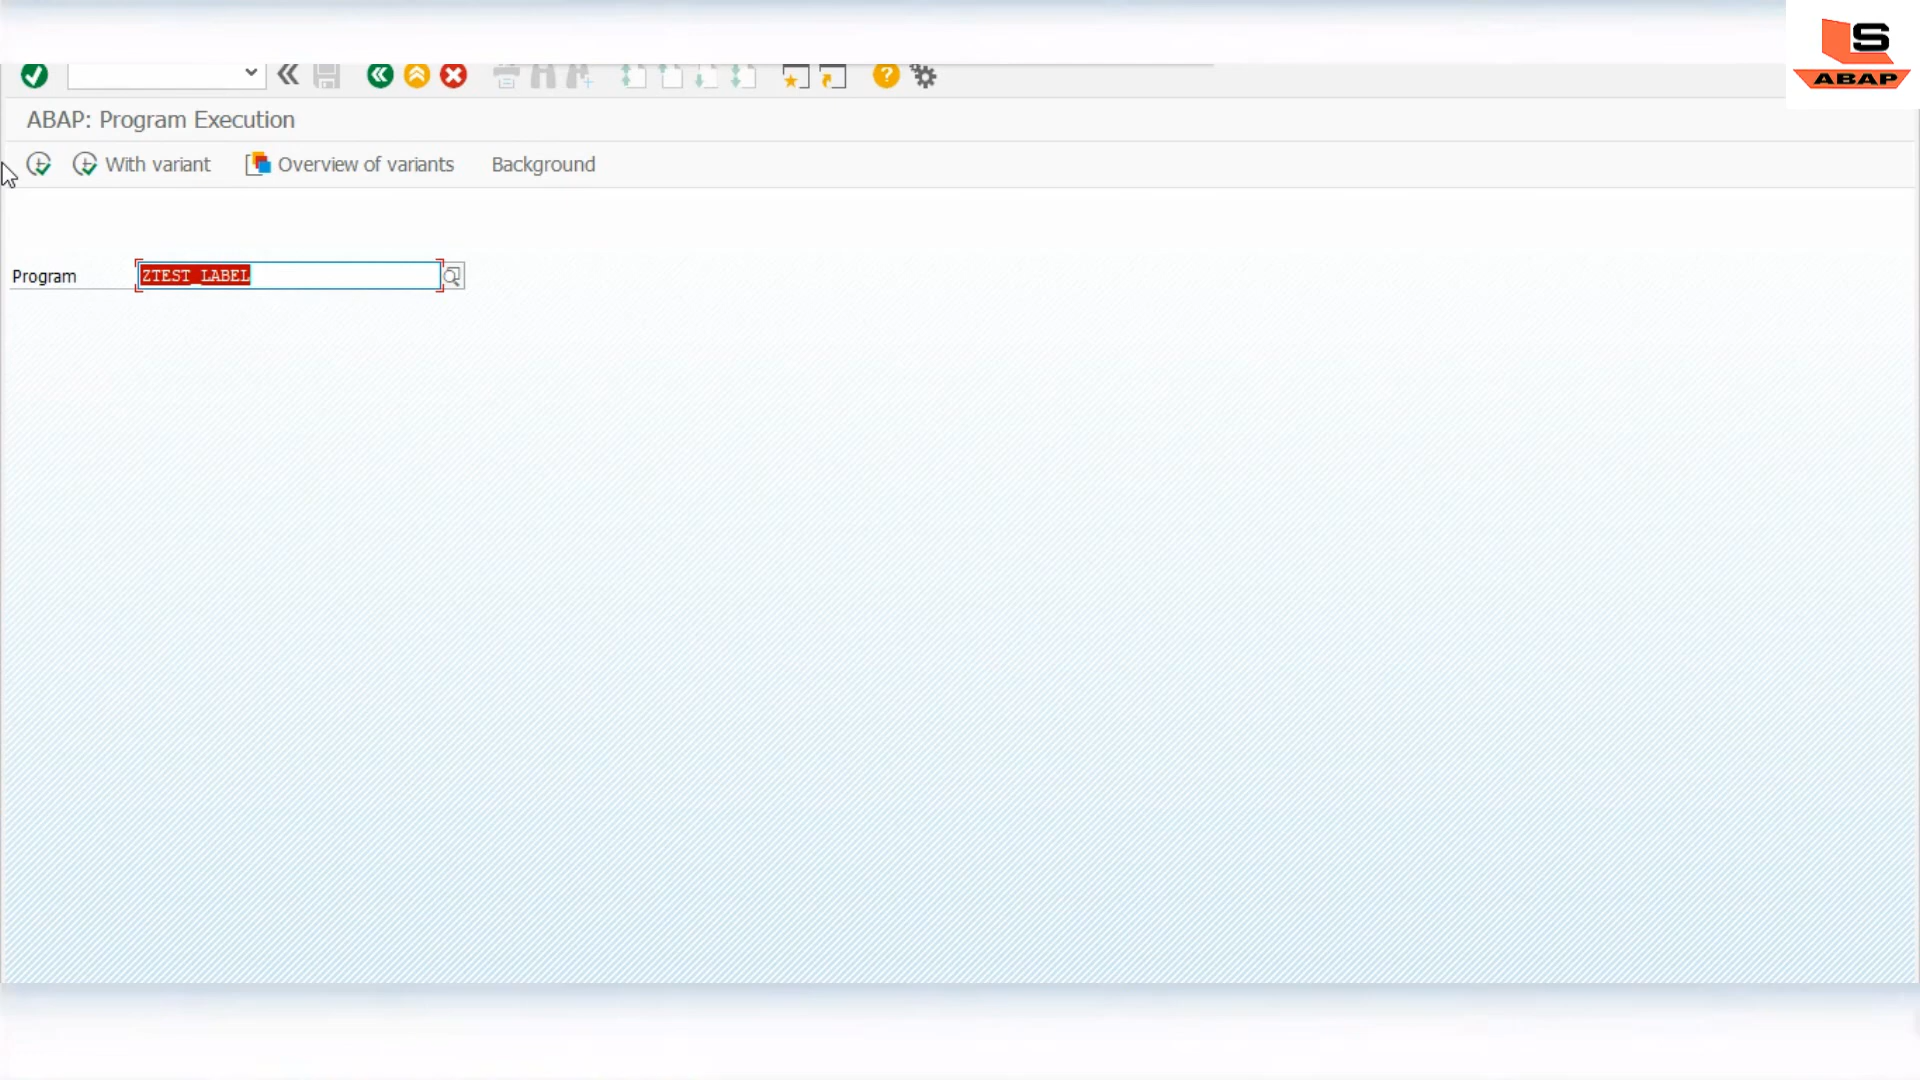 S
ABAP
ABAP: Program Execution
With variant Overview of variants Background
Program ZTEST_LABEL